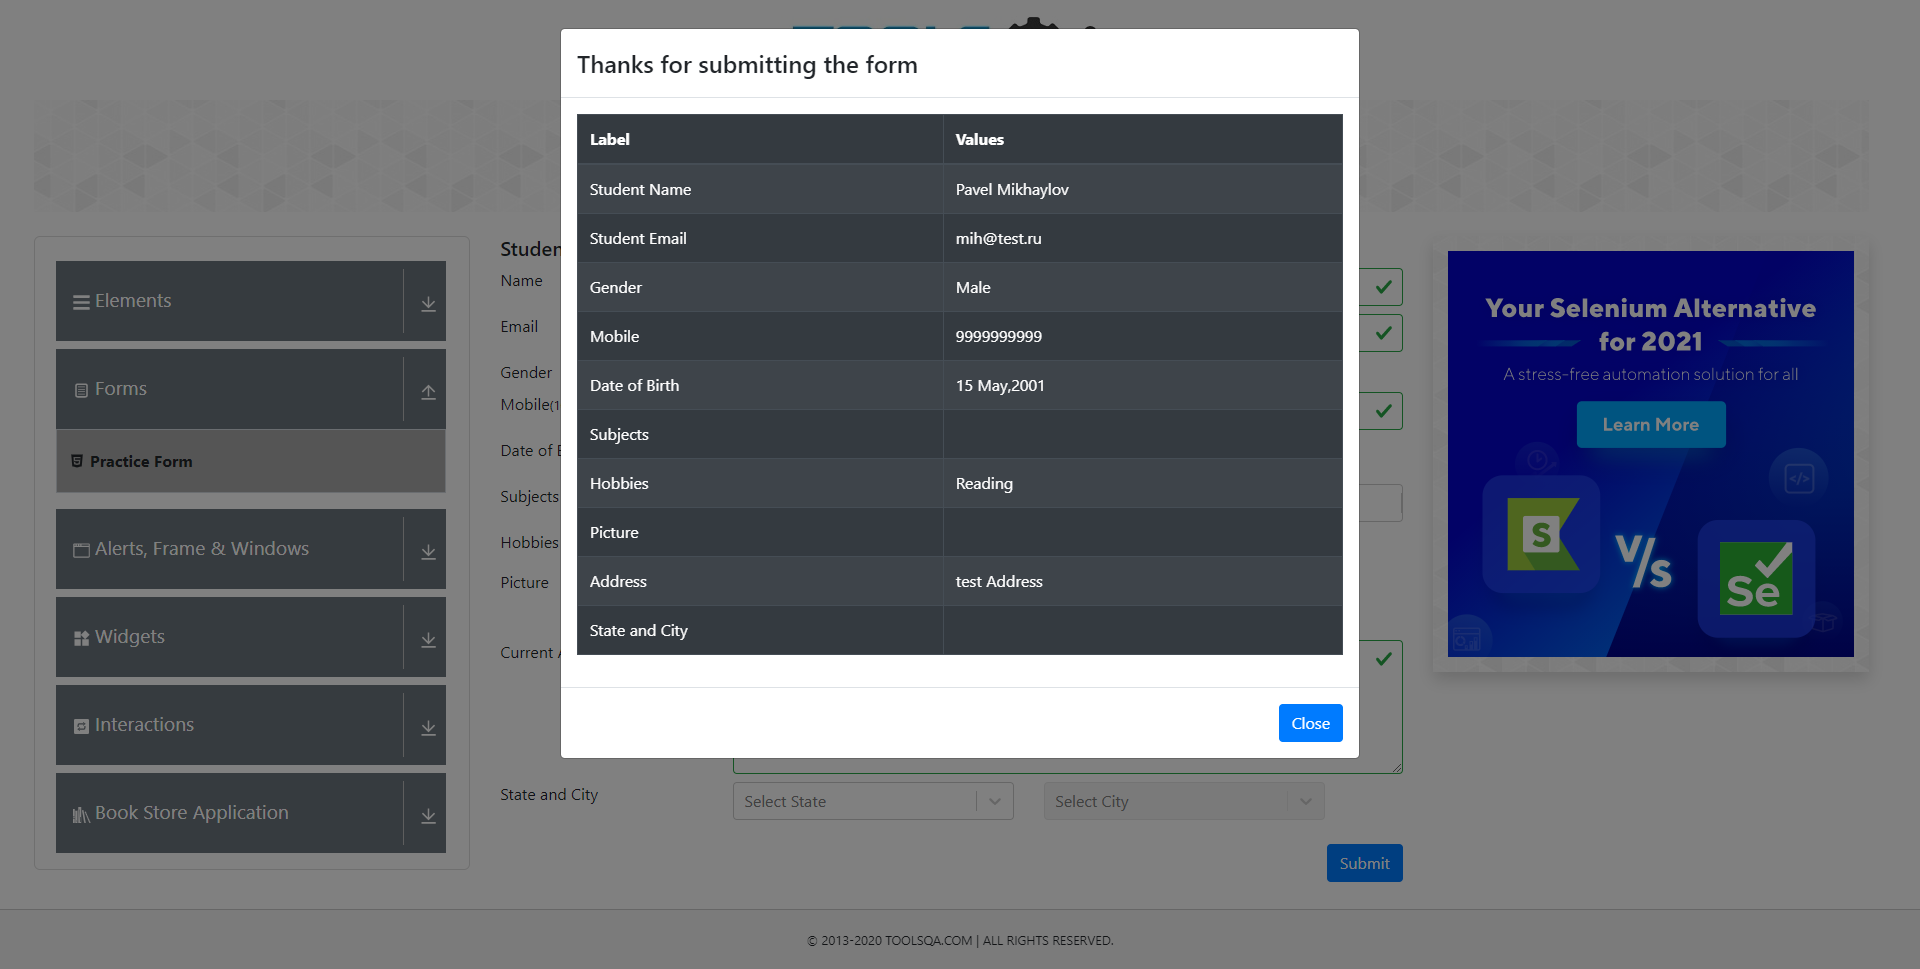 Thanks for submitting the form
Label Values
Student Name Pavel Mikhaylov
Student Email mih@test.ru
Gender Male
Mobile 9999999999
Date of Birth 15 May,2001
Subjects
Hobbies Reading
Picture
Address test Address
State and City
Close
Elements
Forms
Practice Form
Alerts, Frame & Windows
Widgets
Interactions
Book Store Application
Name
Email
Gender
Mobile(1
Date of
Subjects
Hobbies
Picture
Current
State and City
Select State
Select City
Submit
Your Selenium Alternative
for 2021
A stress-free automation solution for all
Learn More
S
V/s
Se
© 2013-2020 TOOLSQA.COM | ALL RIGHTS RESERVED.